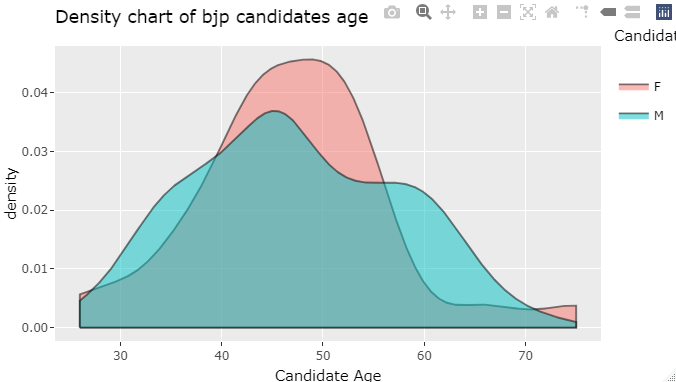 Density chart of bjp candidates age
Candidat
F
M
0.04
0.03
0.02
0.01
0.00
density
30 40 50 60 70
Candidate Age